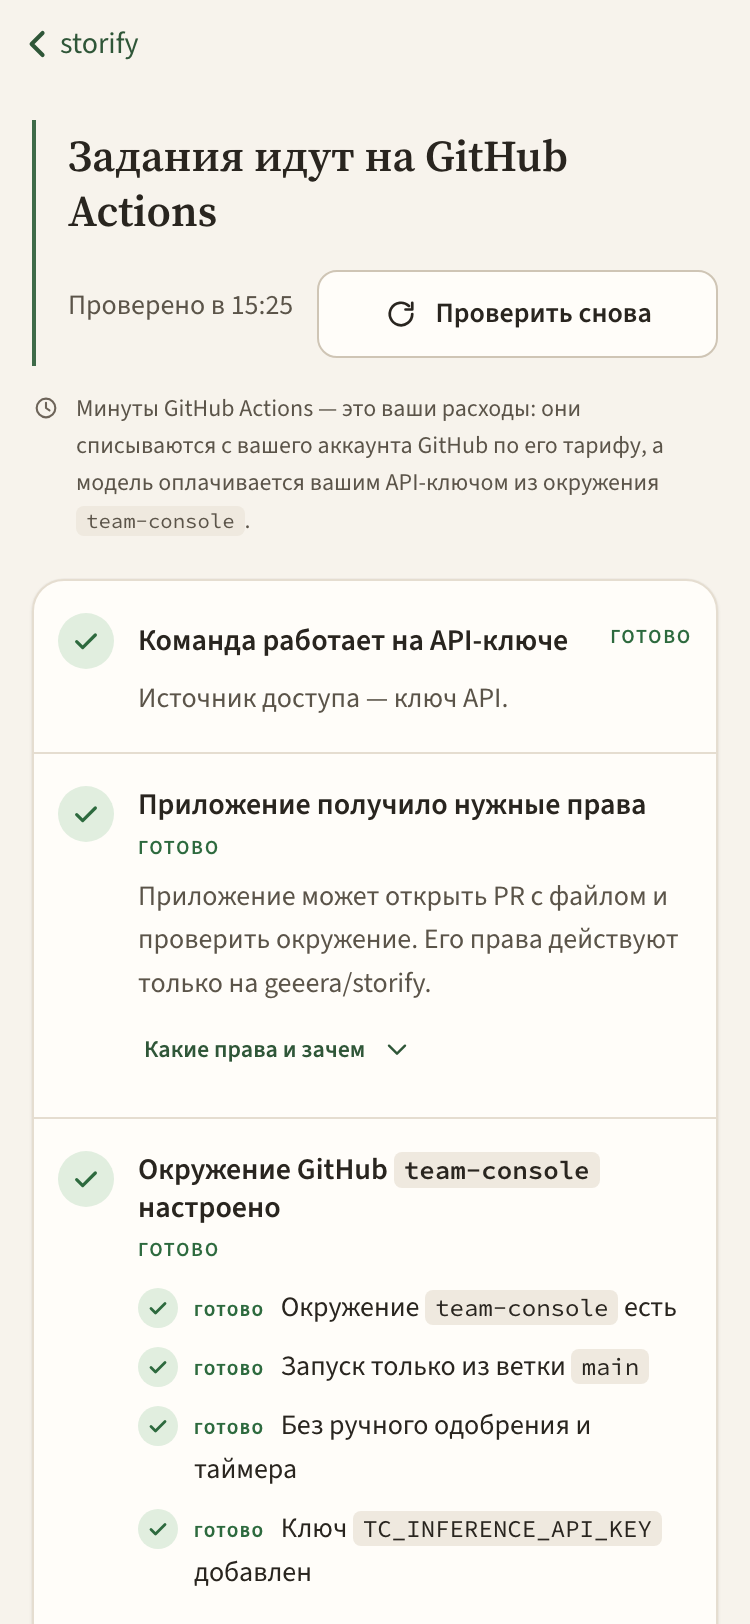 storify
Задания идут на GitHub
Actions
Проверено в 15:25
Проверить снова
Минуты GitHub Actions — это ваши расходы: они
списываются с вашего аккаунта GitHub по его тарифу, а
модель оплачивается вашим API-ключом из окружения
team-console.
Команда работает на API-ключе ГОТОВО
Источник доступа — ключ API.
Приложение получило нужные права
ГОТОВО
Приложение может открыть PR с файлом и
проверить окружение. Его права действуют
только на geeera/storify.
Какие права и зачем
Окружение GitHub team-console
настроено
ГОТОВО
ГОТОВО Окружение team-console есть
ГОТОВО Запуск только из ветки main
ГОТОВО Без ручного одобрения и
таймера
ГОТОВО Ключ TC_INFERENCE_API_KEY
добавлен